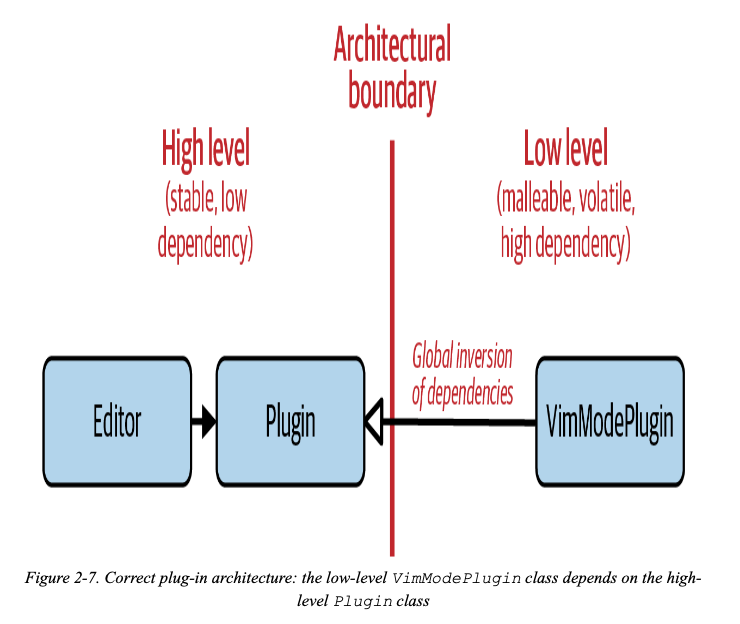 Architectural
boundary
High level
(stable, low
dependency)
Low level
(malleable, volatile,
high dependency)
Global inversion
of dependencies
Editor
Plugin
VimModePlugin
Figure 2-7. Correct plug-in architecture: the low-level VimModePlugin class depends on the high-
level Plugin class